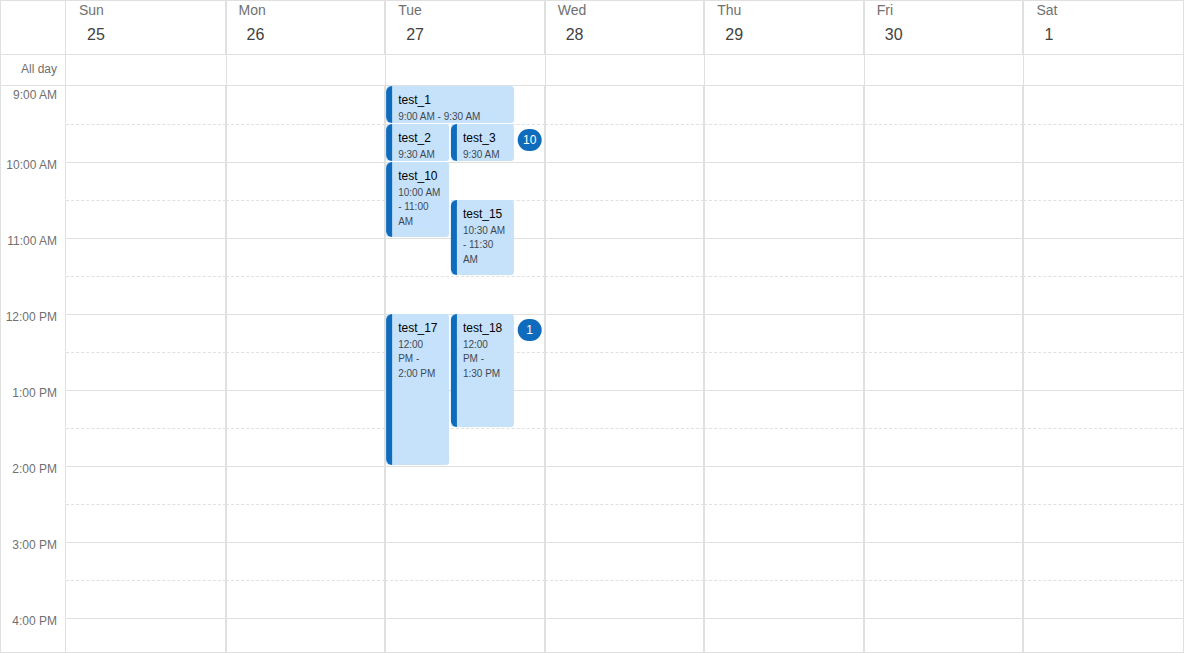 Sun
25
Mon
26
Tue
27
Wed
28
Thu
29
Fri
30
Sat
1
All day
9:00 AM
10:00 AM
11:00 AM
12:00 PM
1:00 PM
2:00 PM
3:00 PM
4:00 PM
test_1
9:00 AM - 9:30 AM
test_2
9:30 AM
test_3
9:30 AM
10
test_10
10:00 AM
- 11:00
AM
test_15
10:30 AM
- 11:30
AM
test_17
12:00
PM -
2:00 PM
test_18
12:00
PM -
1:30 PM
1